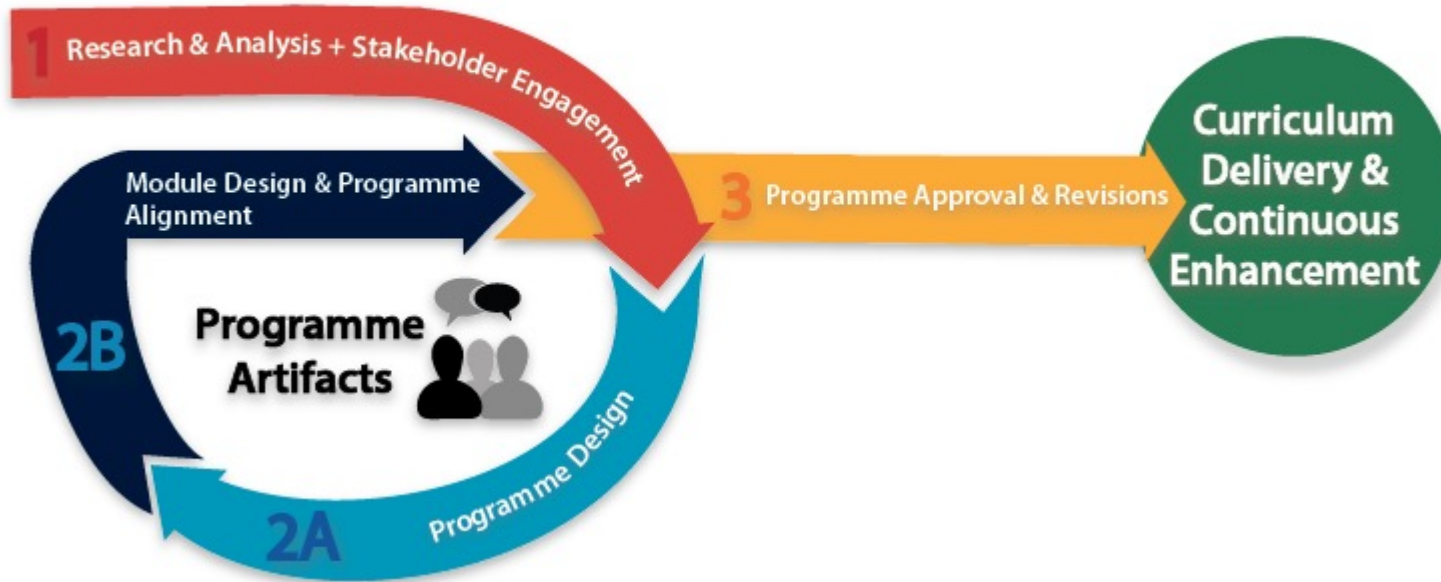 1 Research & Analysis + Stakeholder Engagement
2A Programme Design
2B Module Design & Programme
Alignment
Programme
Artifacts
3 Programme Approval & Revisions
Curriculum
Delivery &
Continuous
Enhancement